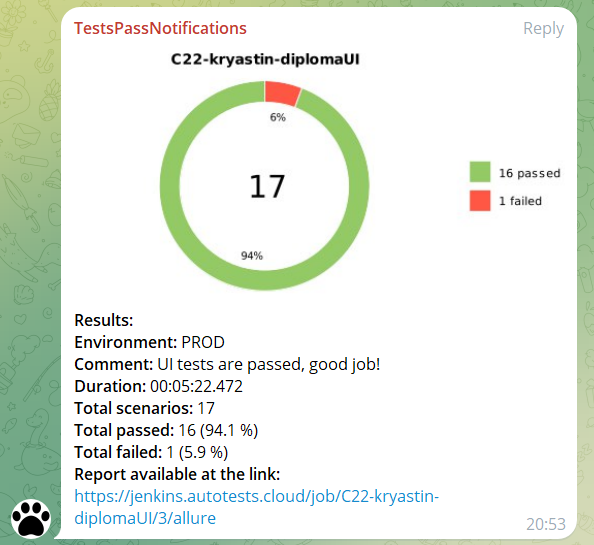 TestsPassNotifications Reply
C22-kryastin-diplomaUI
6%
17
16 passed
1 failed
94%
Results:
Environment: PROD
Comment: UI tests are passed, good job!
Duration: 00:05:22.472
Total scenarios: 17
Total passed: 16 (94.1 %)
Total failed: 1 (5.9 %)
Report available at the link:
https://jenkins.autotests.cloud/job/C22-kryastin-
diplomaUI/3/allure
20:53